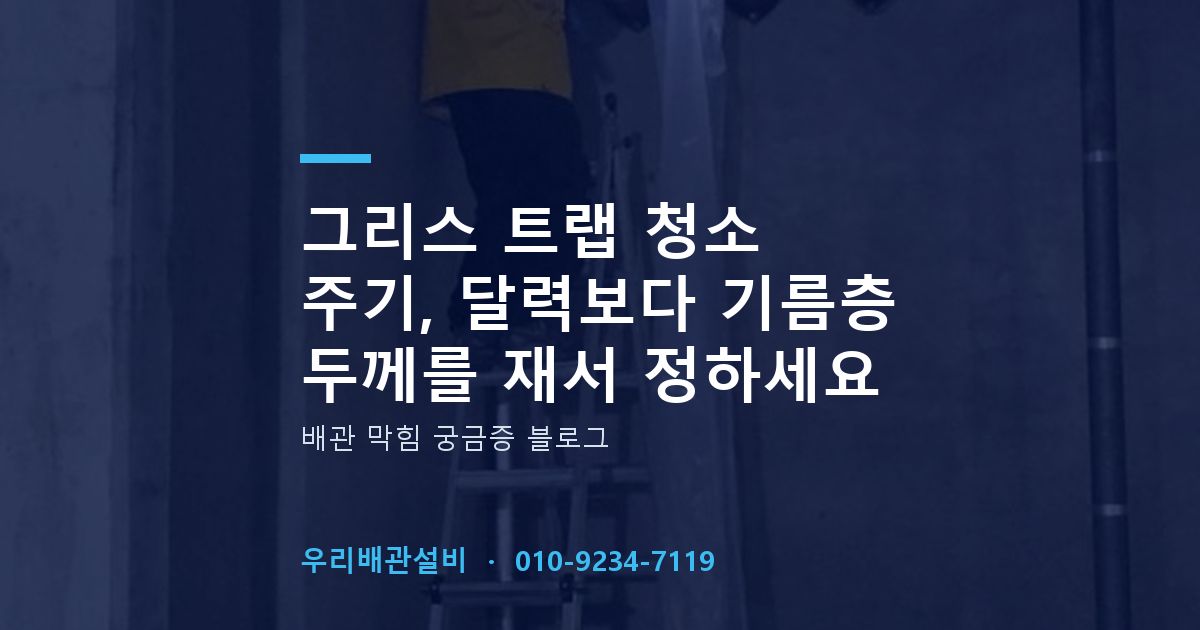 그리스 트랩 청소
주기, 달력보다 기름층
두께를 재서 정하세요
배관 막힘 궁금증 블로그
우리배관설비 · 010-9234-7119